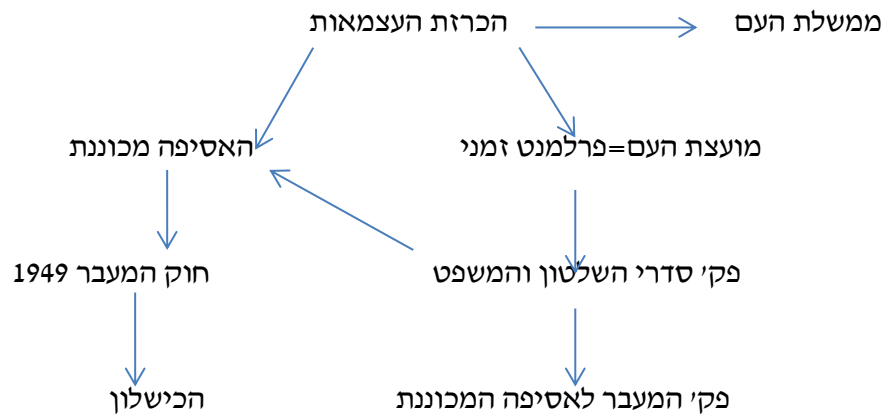 הכרזת העצמאות ממשלת העם
מועצת העם=פרלמנט זמני האסיפה מכוננת
פק' סדרי השלטון והמשפט חוק המעבר 1949
פק' המעבר לאסיפה המכוננת הכישלון